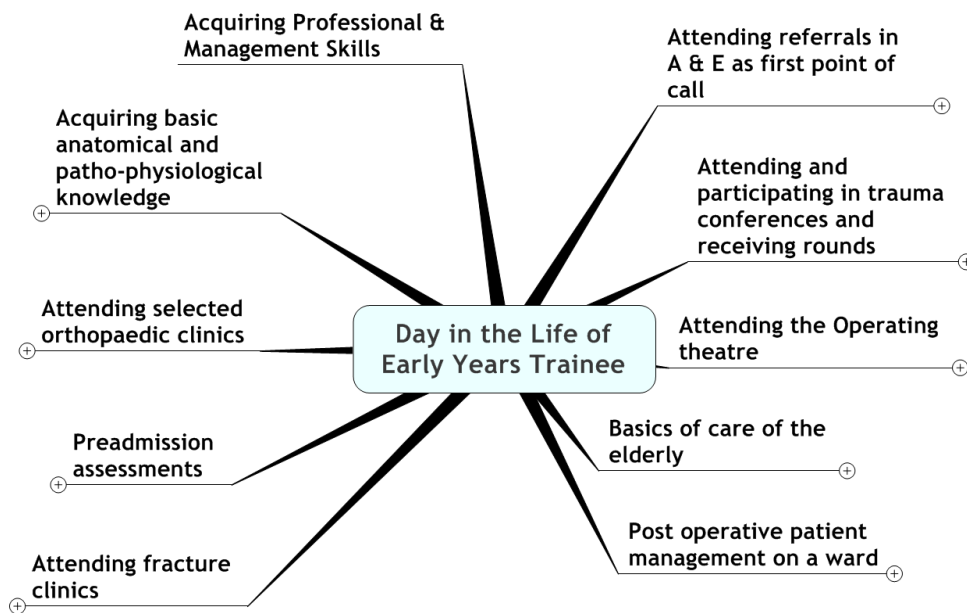 Day in the Life of
Early Years Trainee
Attending referrals in
A & E as first point of
call
Attending and
participating in trauma
conferences and
receiving rounds
Attending the Operating
theatre
Basics of care of the
elderly
Post operative patient
management on a ward
Attending fracture
clinics
Preadmission
assessments
Attending selected
orthopaedic clinics
Acquiring basic
anatomical and
patho-physiological
knowledge
Acquiring Professional &
Management Skills